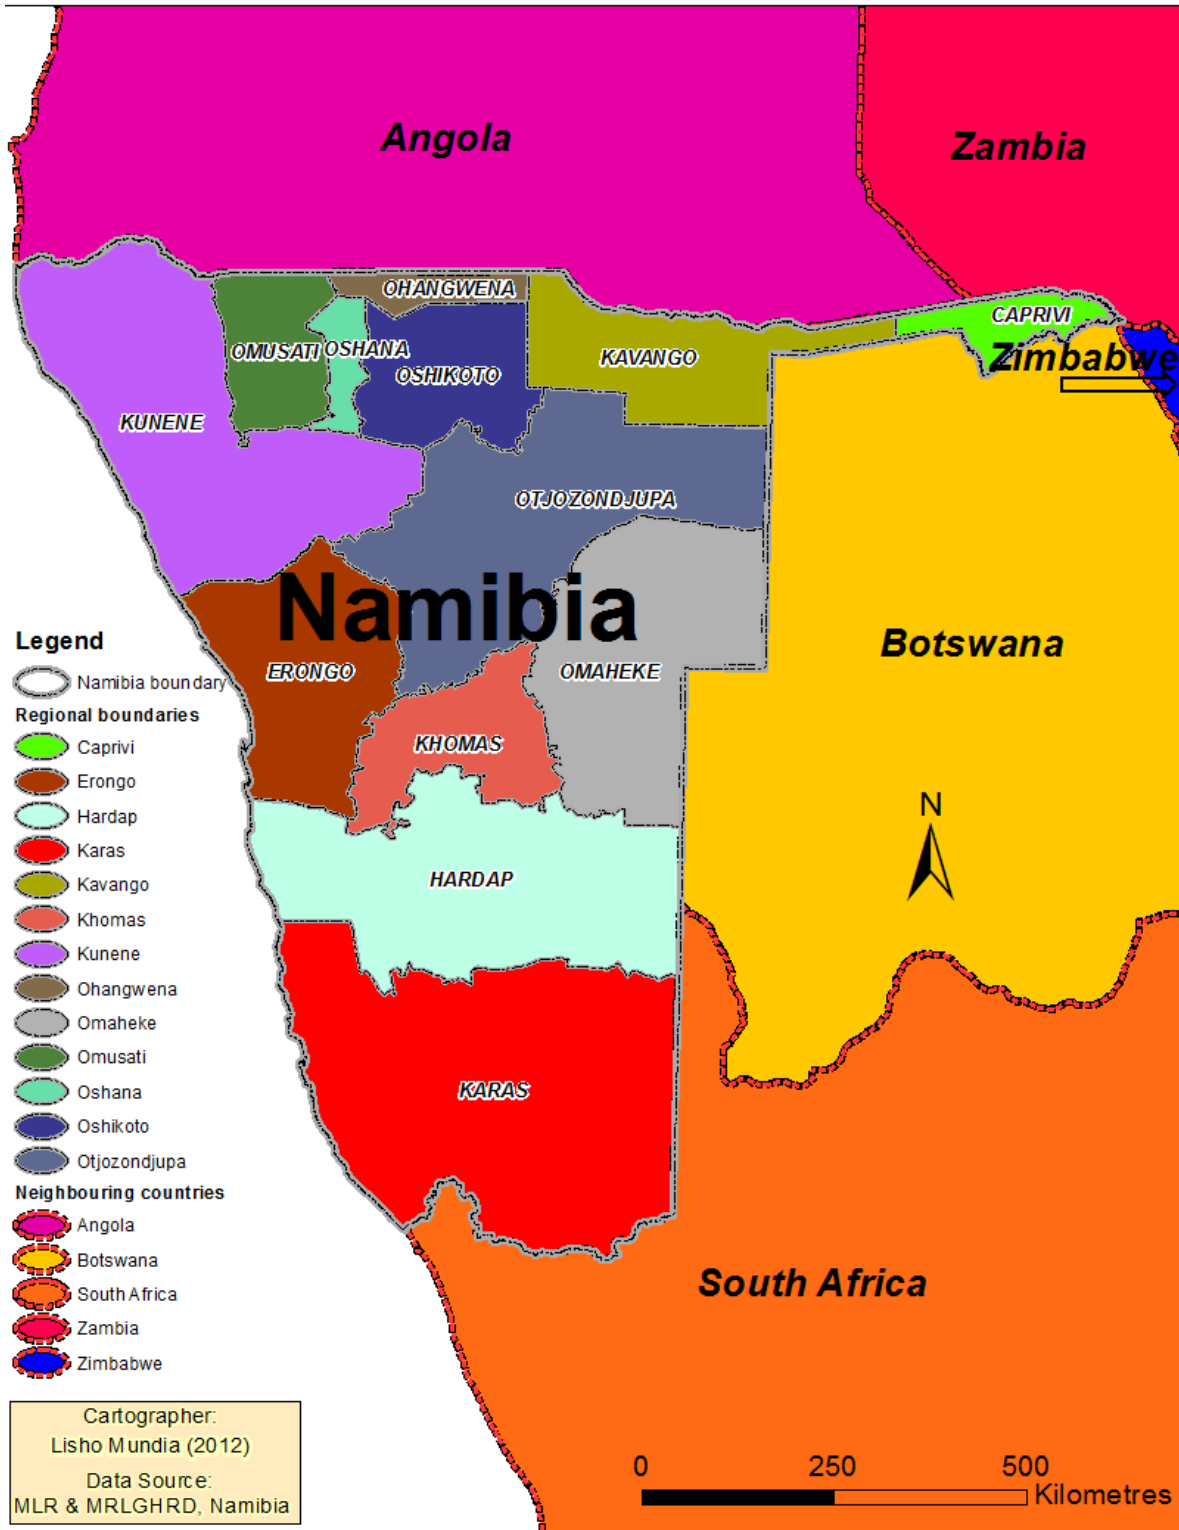 Angola
Zambia
OHANGWENA
CAPRIVI
OMUSATI
OSHANA
OSHIKOTO
KAVANGO
Zimbabwe
KUNENE
OTJOZONDJUPA
Namibia
Botswana
ERONGO
OMAHEKE
KHOMAS
N
HARDAP
KARAS
South Africa
Legend
Namibia boundary
Regional boundaries
Caprivi
Erongo
Hardap
Karas
Kavango
Khomas
Kunene
Ohangwena
Omaheke
Omusati
Oshana
Oshikoto
Otjozondjupa
Neighbouring countries
Angola
Botswana
South Africa
Zambia
Zimbabwe
Cartographer:
Lisho Mundia (2012)
Data Source:
MLR & MRLGHRD, Namibia
0 250 500
Kilometres